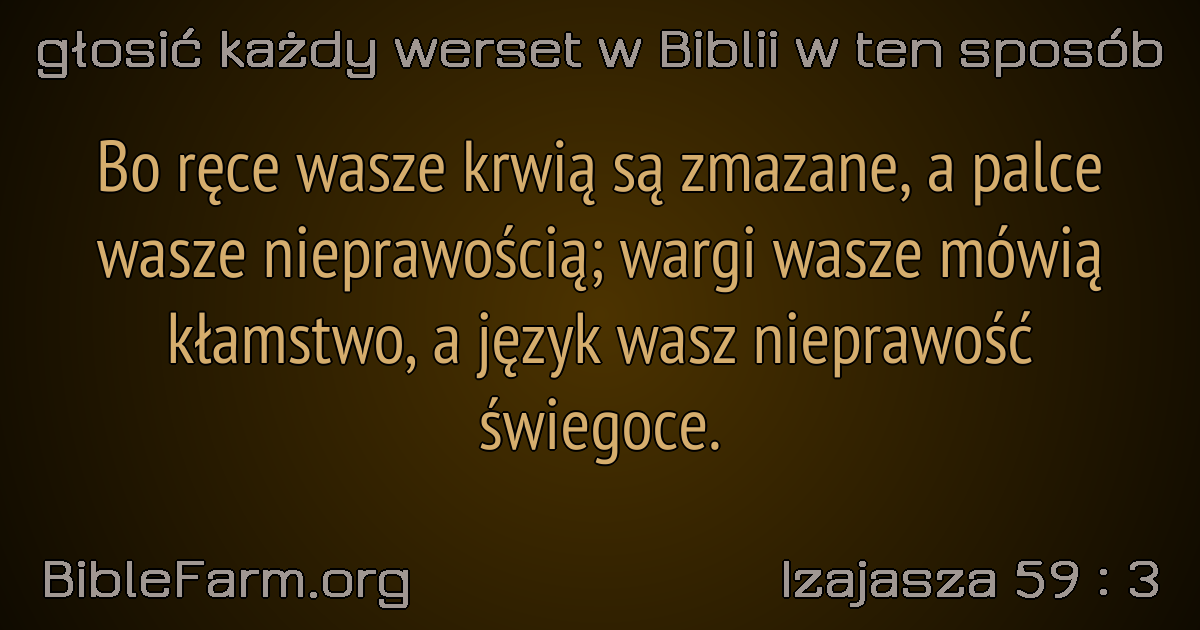 głosić każdy werset w Biblii w ten sposób
Bo ręce wasze krwią są zmazane, a palce
wasze nieprawością; wargi wasze mówią
kłamstwo, a język wasz nieprawość
świegoce.
BibleFarm.org
Izajasza 59 : 3